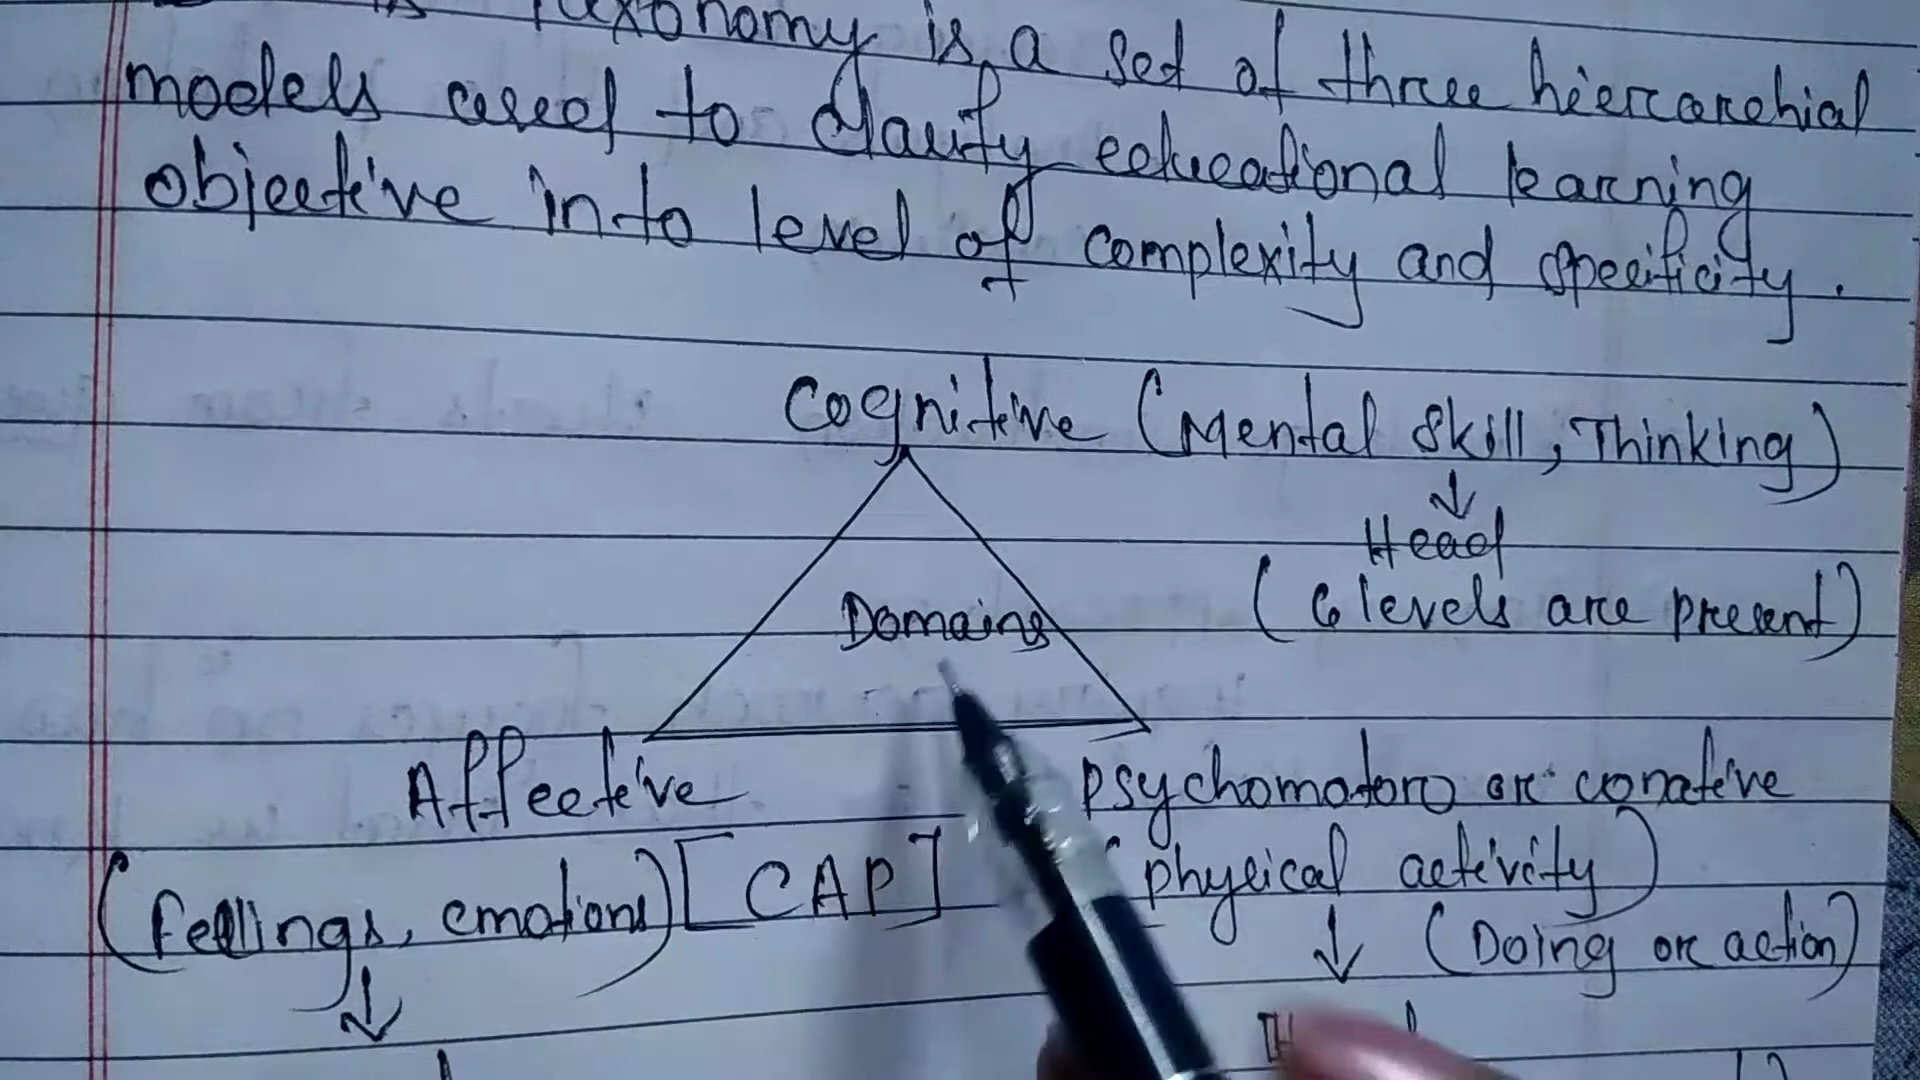 Taxonomy is a set of three hiercarchial
models used to clarify educational learning
objective into level of complexity and specificity.
Cognitive (Mental Skill, Thinking)
↓
Head
(6 levels are present)
Domains
Affective
psychomotor or conative
(feelings, emotions) [CAP]
(physical activity)
↓
↓ (Doing or action)